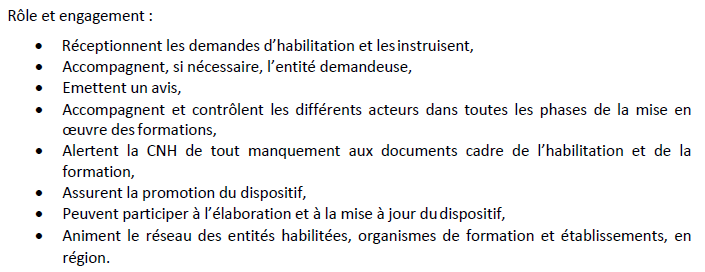 Rôle et engagement :
• Réceptionnent les demandes d’habilitation et les instruisent,
• Accompagnent, si nécessaire, l’entité demandeuse,
• Emettent un avis,
• Accompagnent et contrôlent les différents acteurs dans toutes les phases de la mise en
œuvre des formations,
• Alertent la CNH de tout manquement aux documents cadre de l’habilitation et de la
formation,
• Assurent la promotion du dispositif,
• Peuvent participer à l’élaboration et à la mise à jour du dispositif,
• Animent le réseau des entités habilitées, organismes de formation et établissements, en
région.